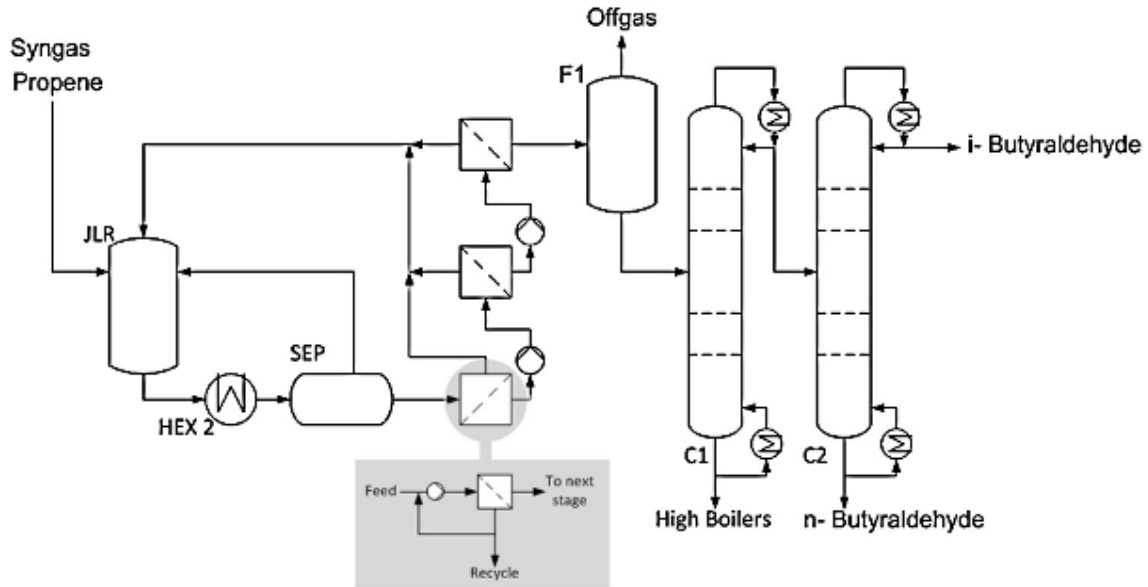 Offgas
Syngas
Propene
F1
i- Butyraldehyde
JLR
SEP
HEX 2
C1
C2
High Boilers
n- Butyraldehyde
Feed
To next
stage
Recycle